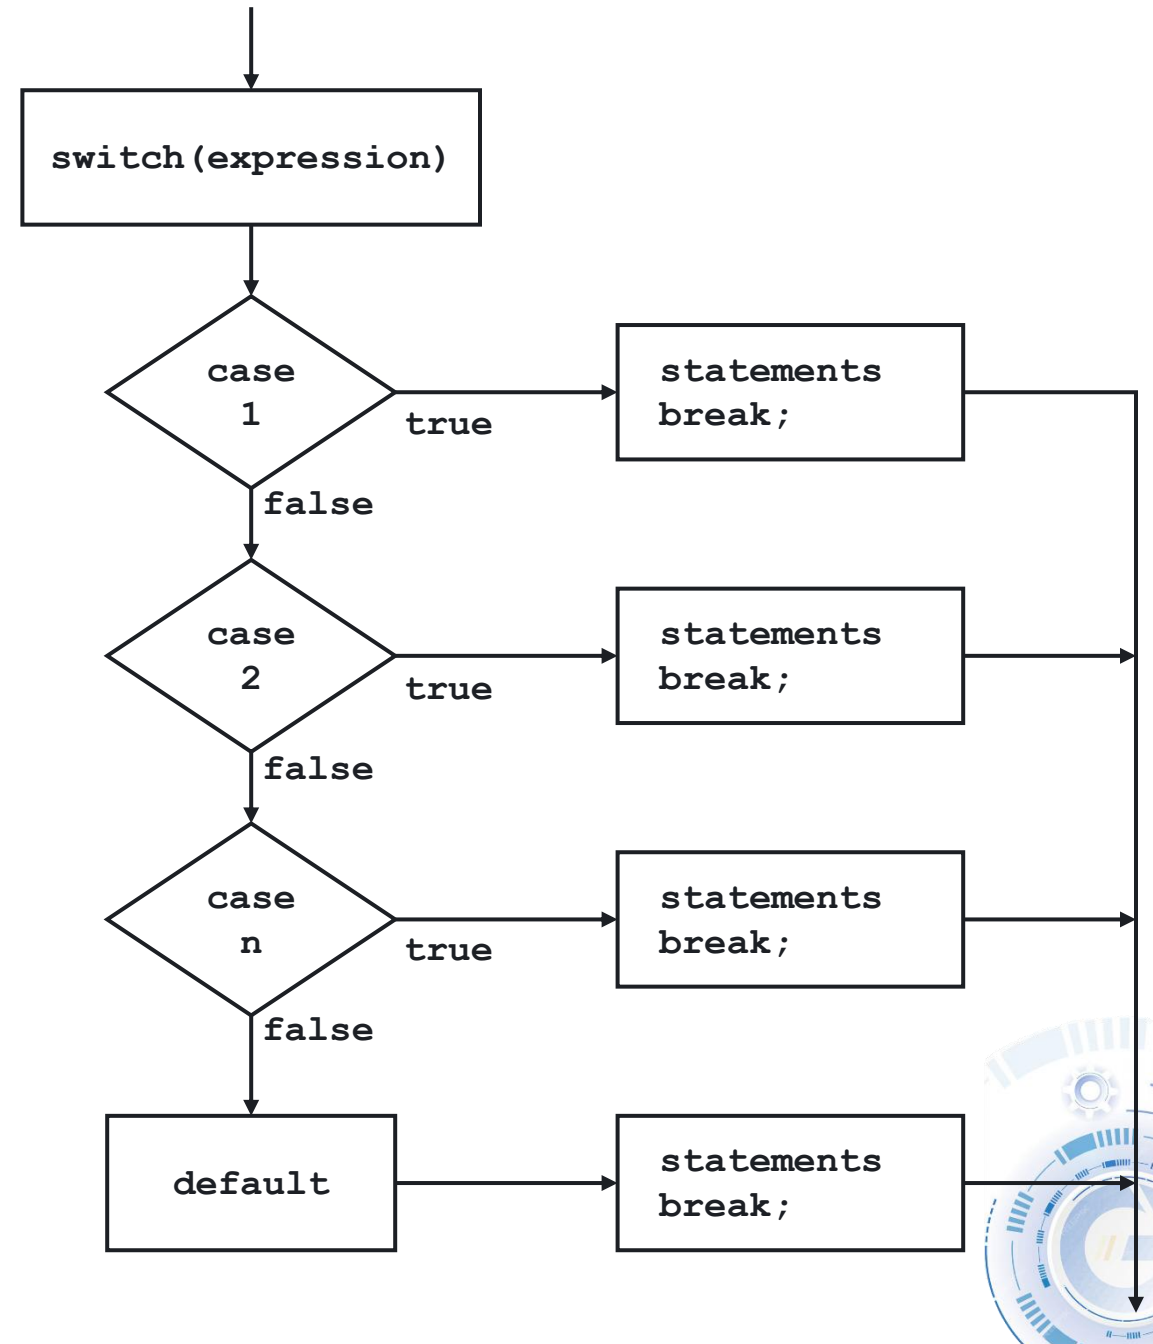 switch(expression)
case
1
true
statements
break;
false
case
2
true
statements
break;
false
case
n
true
statements
break;
false
default
statements
break;